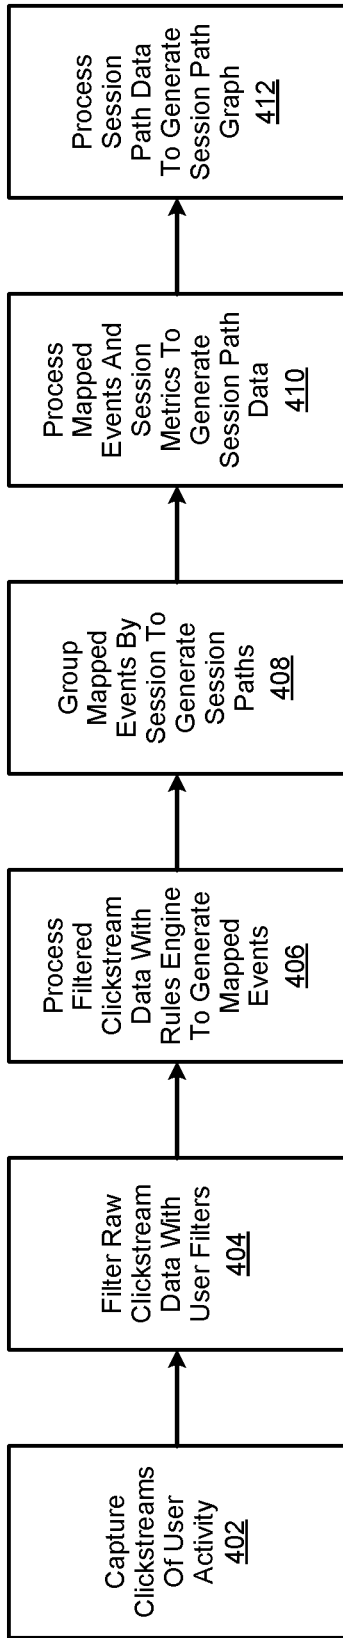 Capture
Clickstreams
Of User
Activity
402
Filter Raw
Clickstream
Data With
User Filters
404
Process
Filtered
Clickstream
Data With
Rules Engine
To Generate
Mapped
Events
406
Group
Mapped
Events By
Session To
Generate
Session
Paths
408
Process
Mapped
Events And
Session
Metrics To
Generate
Session Path
Data
410
Process
Session
Path Data
To Generate
Session Path
Graph
412